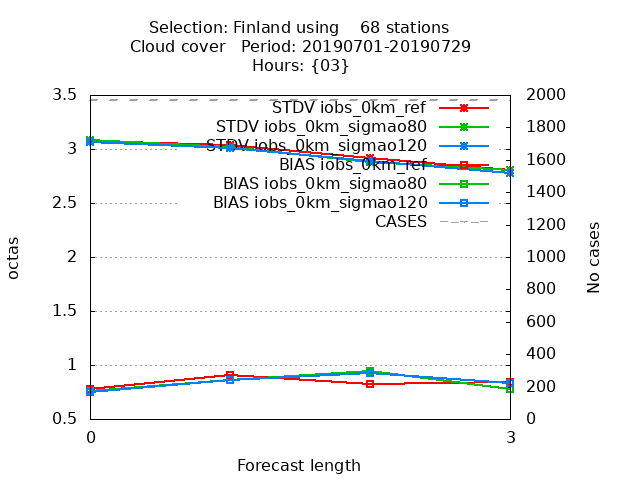 Selection: Finland using    68 stations
Cloud cover   Period: 20190701-20190729
Hours: {03}
3.5
3
2.5
2
1.5
1
0.5
octas
STDV iobs_0km_ref
STDV iobs_0km_sigmao80
STDV iobs_0km_sigmao120
BIAS iobs_0km_ref
BIAS iobs_0km_sigmao80
BIAS iobs_0km_sigmao120
CASES
2000
1800
1600
1400
1200
1000
800
600
400
200
0
No cases
0
3
Forecast length